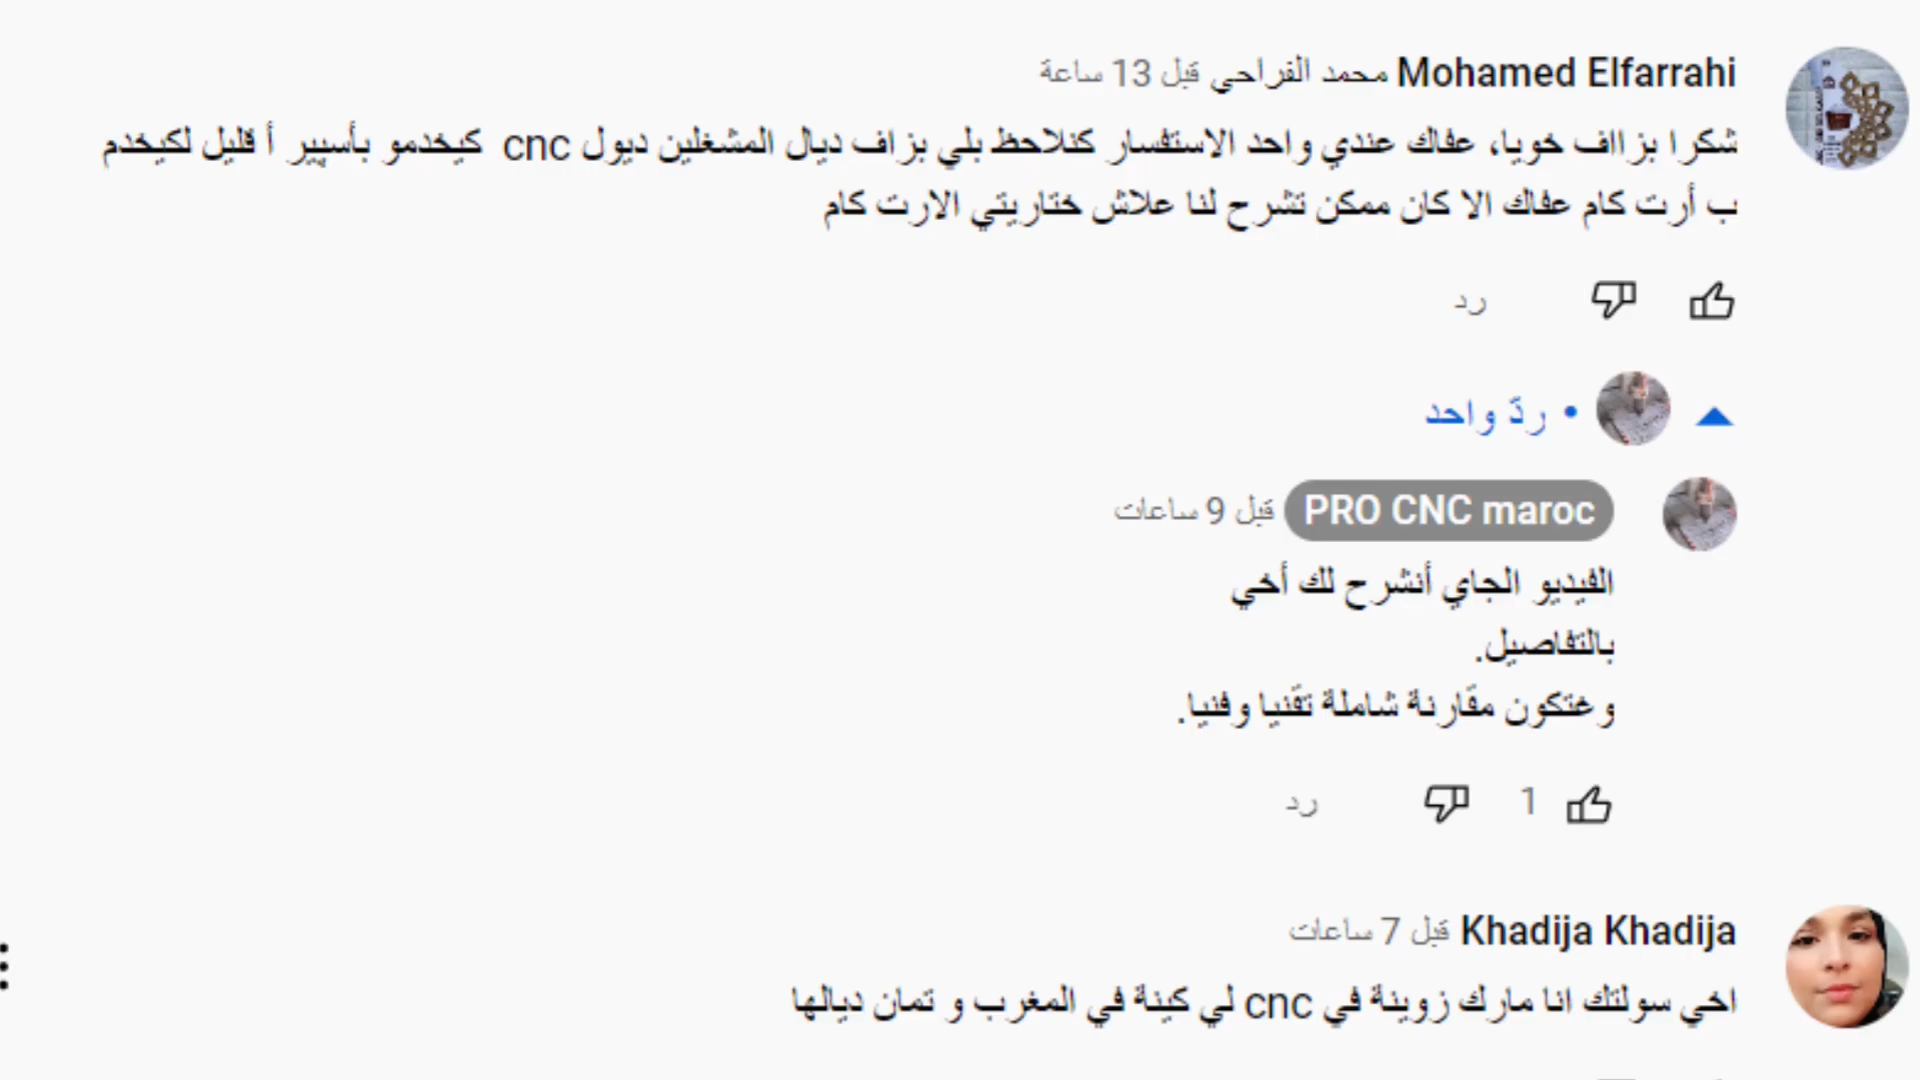 Mohamed Elfarrahi محمد الفراحي قبل 13 ساعة
شكرا بزااف خويا، عفاك عندي واحد الاستفسار كنلاحظ بلي بزاف ديال المشغلين ديول cnc كيخدمو بأسپير أ قليل لكيخدم
ب أرت كام عفاك الا كان ممكن تشرح لنا علاش ختاريتي الارت كام
رد
• ردّ واحد
PRO CNC maroc قبل 9 ساعات
الفيديو الجاي أنشرح لك أخي
بالتفاصيل.
وغتكون مقارنة شاملة تقنيا وفنيا.
1 رد
Khadija Khadija قبل 7 ساعات
اخي سولتك انا مارك زوينة في cnc لي كينة في المغرب و تمان ديالها